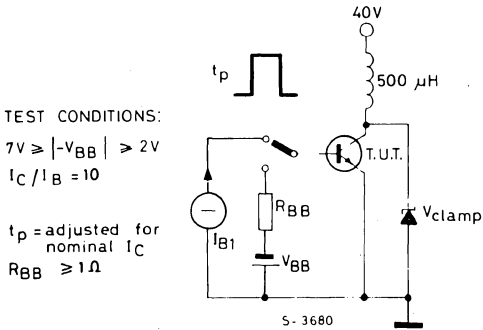 40V
tp
500 μH
TEST CONDITIONS:
7V ⩾ |-VBB| ⩾ 2V
IC/IB = 10
T.U.T.
RBB
Vclamp
IB1
tp = adjusted for
nominal IC
RBB ⩾ 1Ω
VBB
S-3680